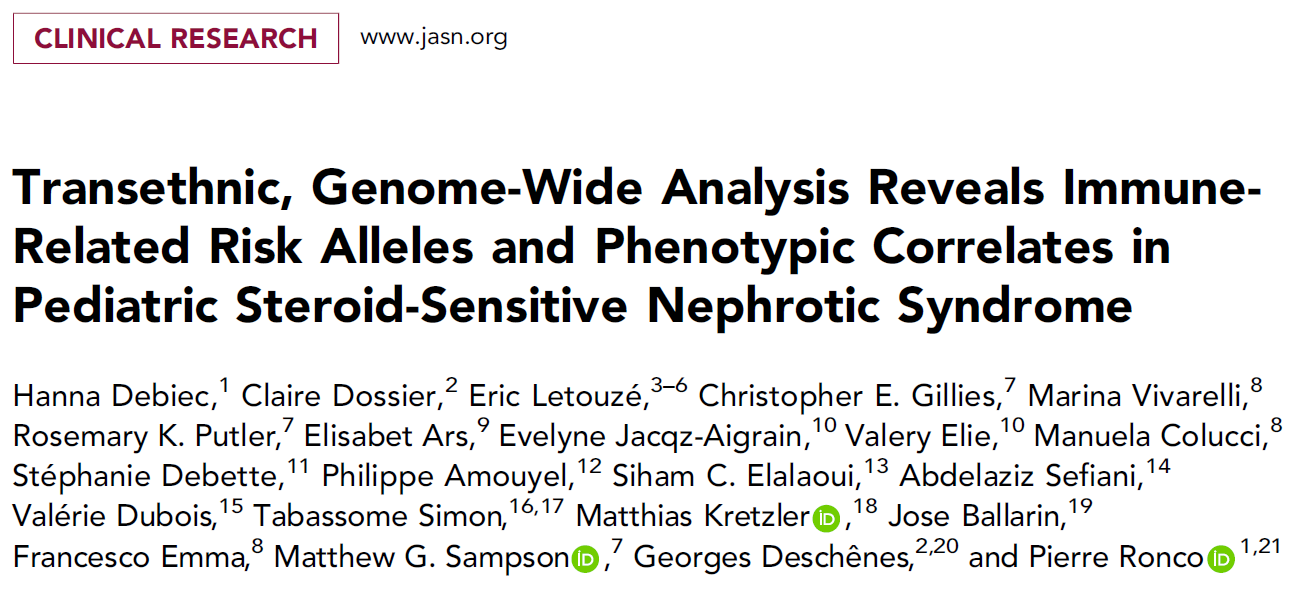 CLINICAL RESEARCH www.jasn.org
Transethnic, Genome-Wide Analysis Reveals Immune-
Related Risk Alleles and Phenotypic Correlates in
Pediatric Steroid-Sensitive Nephrotic Syndrome
Hanna Debiec,1 Claire Dossier,2 Eric Letouzé,3–6 Christopher E. Gillies,7 Marina Vivarelli,8
Rosemary K. Putler,7 Elisabet Ars,9 Evelyne Jacqz-Aigrain,10 Valery Elie,10 Manuela Colucci,8
Stéphanie Debette,11 Philippe Amouyel,12 Siham C. Elalaoui,13 Abdelaziz Sefiani,14
Valérie Dubois,15 Tabassome Simon,16,17 Matthias Kretzler iD,18 Jose Ballarin,19
Francesco Emma,8 Matthew G. Sampson iD,7 Georges Deschênes,2,20 and Pierre Ronco iD 1,21